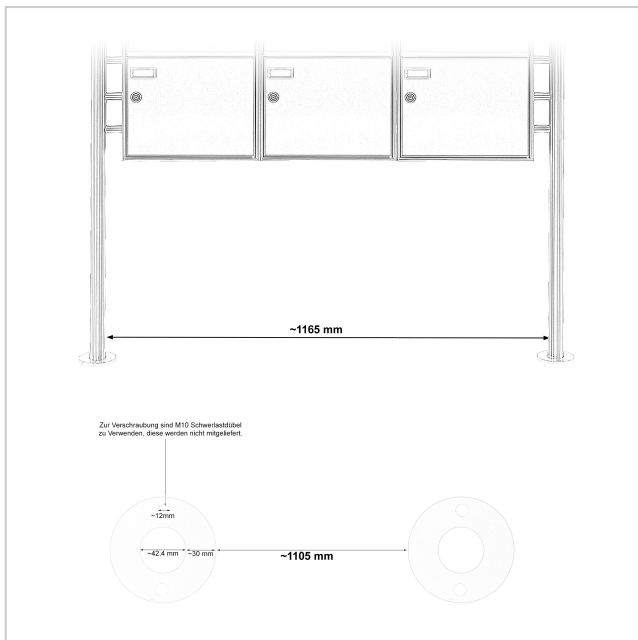 ~1165 mm
Zur Verschraubung sind M10 Schwerlastdübel
zu Verwenden, diese werden nicht mitgeliefert.
~12mm
~42,4 mm
~30 mm
~1105 mm